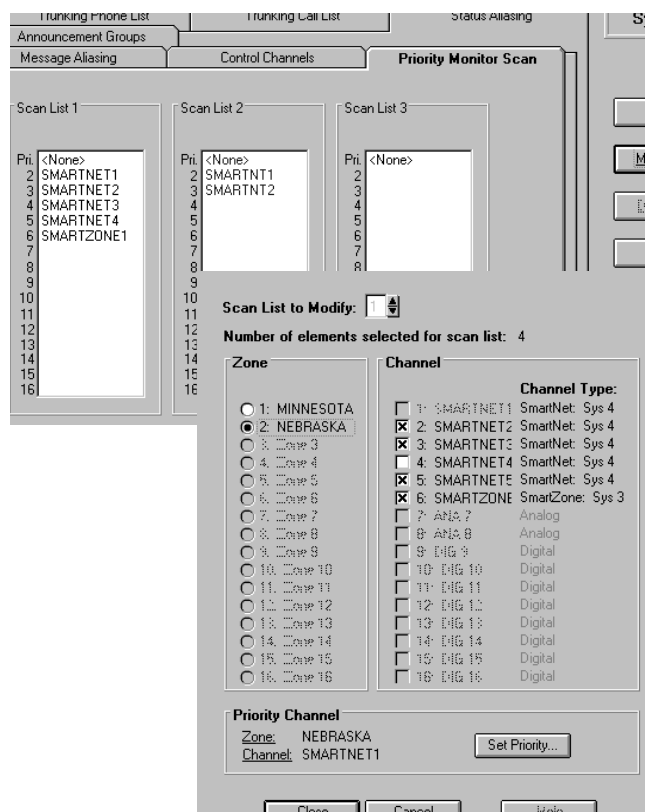 Trunking Phone List
Trunking Call List
Status Aliasing
Announcement Groups
Message Aliasing
Control Channels
Priority Monitor Scan
Scan List 1
Scan List 2
Scan List 3
Pri. <None>
2 SMARTNET1
3 SMARTNET2
4 SMARTNET3
5 SMARTNET4
6 SMARTZONE1
7
8
9
10
11
12
13
14
15
16
Pri. <None>
2 SMARTNT1
3 SMARTNT2
4
5
6
7
8
9
10
11
12
13
14
15
16
Pri. <None>
2
3
4
5
6
7
8
Scan List to Modify: 1
Number of elements selected for scan list: 4
Zone
1: MINNESOTA
2: NEBRASKA
3. Zone 3
4. Zone 4
5. Zone 5
6. Zone 6
7. Zone 7
8. Zone 8
9. Zone 9
10. Zone 10
11. Zone 11
12. Zone 12
13. Zone 13
14. Zone 14
15. Zone 15
16. Zone 16
Channel
Channel Type:
1: SMARTNET1 SmartNet: Sys 4
2: SMARTNET2 SmartNet: Sys 4
3: SMARTNET3 SmartNet: Sys 4
4: SMARTNET4 SmartNet: Sys 4
5: SMARTNET5 SmartNet: Sys 4
6: SMARTZONE SmartZone: Sys 3
7: ANA 7 Analog
8: ANA 8 Analog
9: DIG 9 Digital
10: DIG 10 Digital
11: DIG 11 Digital
12: DIG 12 Digital
13: DIG 13 Digital
14: DIG 14 Digital
15: DIG 15 Digital
16: DIG 16 Digital
Priority Channel
Zone: NEBRASKA
Channel: SMARTNET1
Set Priority...
Close
Cancel
Help